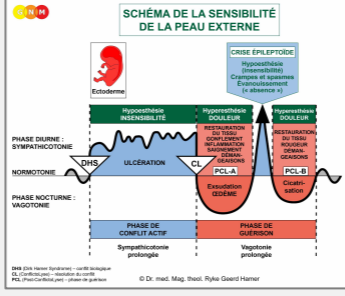 GNM
SCHÉMA DE LA SENSIBILITÉ
DE LA PEAU EXTERNE
CRISE ÉPILEPTOÏDE
Hypoesthésie
(insensibilité)
Crampes et spasmes
Évanouissement
(« absence »)
Ectoderme
Hypoesthésie
INSENSIBILITÉ
Hyperesthésie
DOULEUR
Hyperesthésie
DOULEUR
PHASE DIURNE :
SYMPATHICOTONIE
RESTAURATION
DU TISSU
GONFLEMENT
INFLAMMATION
SAIGNEMENT
DÉMAN-
GEAISONS
RESTAURATION
DU TISSU
ROUGEUR
DÉMAN-
GEAISONS
DHS
ULCÉRATION
CL
PCL-A
PCL-B
NORMOTONIE
Exsudation
ŒDÈME
Cicatri-
sation
PHASE NOCTURNE :
VAGOTONIE
PHASE DE
CONFLIT ACTIF
PHASE DE
GUÉRISON
Sympathicotonie
prolongée
Vagotonie
prolongée
DHS (Dirk Hamer Syndrome) – conflit biologique
CL (ConflictoLyse) – résolution du conflit
PCL (Post-ConflictoLyse) – phase de guérison
© Dr. med. Mag. theol. Ryke Geerd Hamer